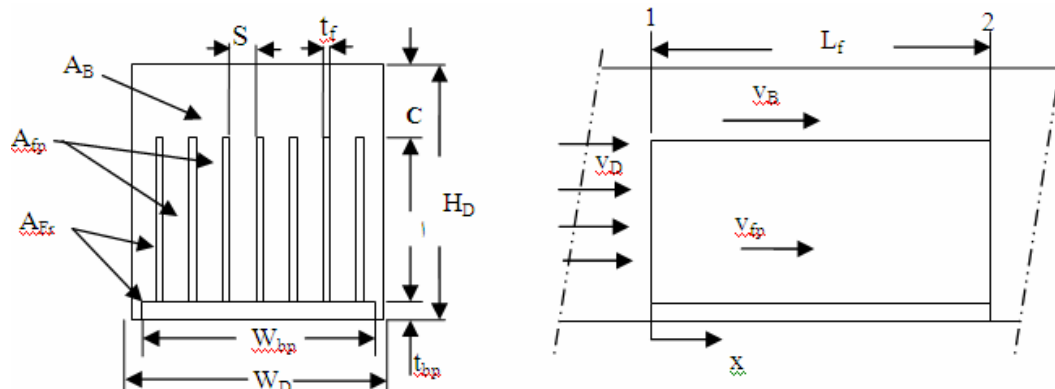 S
t_f
A_B
C
A_fp
H_D
A_Fs
W_bp
t_bp
W_D
1
2
L_f
v_B
v_D
v_fp
x